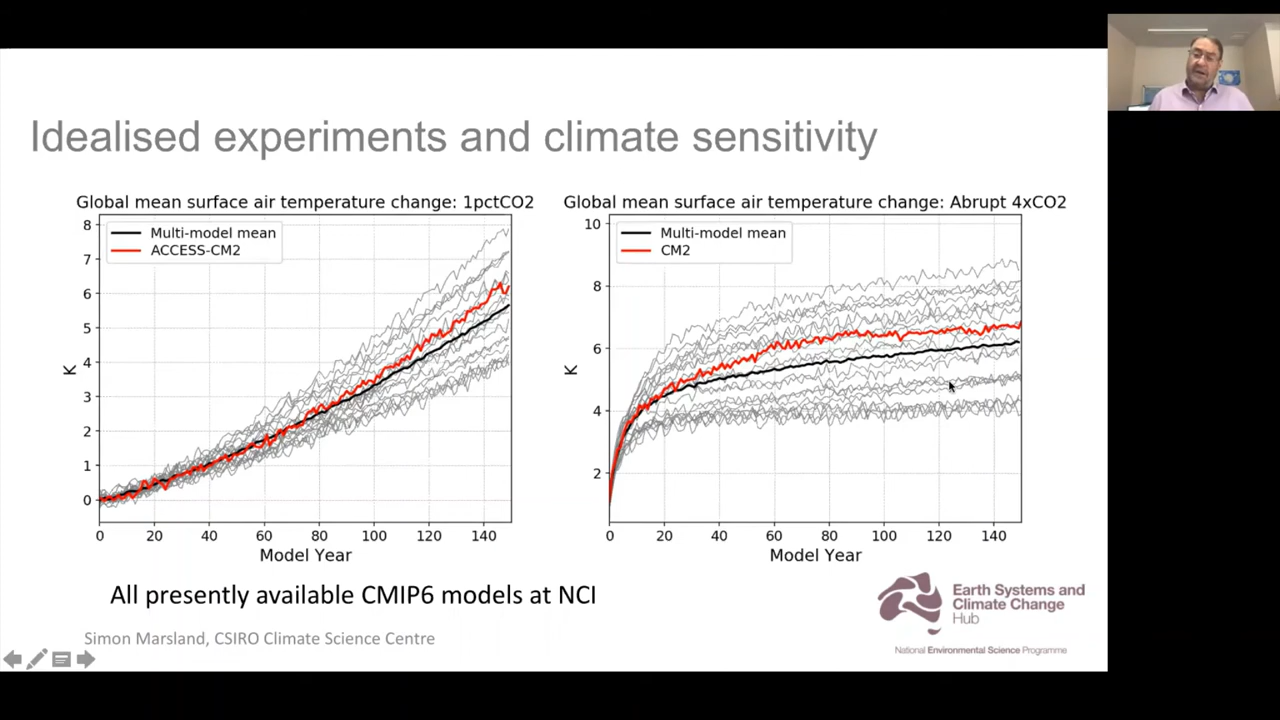 Idealised experiments and climate sensitivity
Global mean surface air temperature change: 1pctCO2
8
7
6
5
4
3
2
1
0
K
Multi-model mean
ACCESS-CM2
0 20 40 60 80 100 120 140
Model Year
Global mean surface air temperature change: Abrupt 4xCO2
10
8
6
4
2
K
Multi-model mean
CM2
0 20 40 60 80 100 120 140
Model Year
All presently available CMIP6 models at NCI
Simon Marsland, CSIRO Climate Science Centre
Earth Systems and
Climate Change
Hub
National Environmental Science Programme